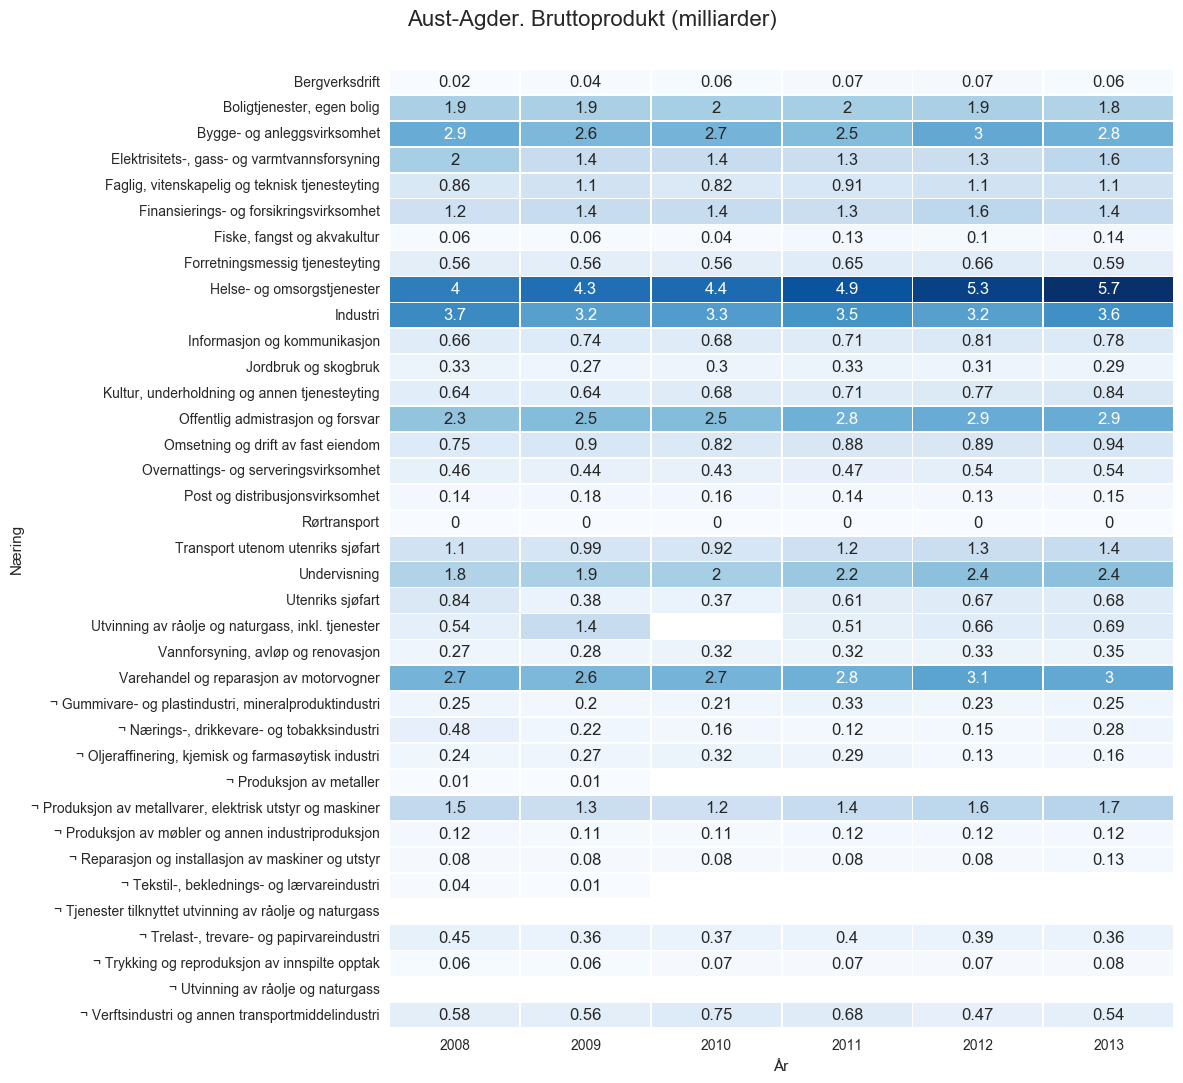 Aust-Agder. Bruttoprodukt (milliarder)
Bergverksdrift 0.02 0.04 0.06 0.07 0.07 0.06
Boligtjenester, egen bolig 1.9 1.9 2 2 1.9 1.8
Bygge- og anleggsvirksomhet 2.9 2.6 2.7 2.5 3 2.8
Elektrisitets-, gass- og varmtvannsforsyning 2 1.4 1.4 1.3 1.3 1.6
Faglig, vitenskapelig og teknisk tjenesteyting 0.86 1.1 0.82 0.91 1.1 1.1
Finansierings- og forsikringsvirksomhet 1.2 1.4 1.4 1.3 1.6 1.4
Fiske, fangst og akvakultur 0.06 0.06 0.04 0.13 0.1 0.14
Forretningsmessig tjenesteyting 0.56 0.56 0.56 0.65 0.66 0.59
Helse- og omsorgstjenester 4 4.3 4.4 4.9 5.3 5.7
Industri 3.7 3.2 3.3 3.5 3.2 3.6
Informasjon og kommunikasjon 0.66 0.74 0.68 0.71 0.81 0.78
Jordbruk og skogbruk 0.33 0.27 0.3 0.33 0.31 0.29
Kultur, underholdning og annen tjenesteyting 0.64 0.64 0.68 0.71 0.77 0.84
Offentlig admistrasjon og forsvar 2.3 2.5 2.5 2.8 2.9 2.9
Omsetning og drift av fast eiendom 0.75 0.9 0.82 0.88 0.89 0.94
Overnattings- og serveringsvirksomhet 0.46 0.44 0.43 0.47 0.54 0.54
Post og distribusjonsvirksomhet 0.14 0.18 0.16 0.14 0.13 0.15
Rørtransport 0 0 0 0 0 0
Transport utenom utenriks sjøfart 1.1 0.99 0.92 1.2 1.3 1.4
Undervisning 1.8 1.9 2 2.2 2.4 2.4
Utenriks sjøfart 0.84 0.38 0.37 0.61 0.67 0.68
Utvinning av råolje og naturgass, inkl. tjenester 0.54 1.4 0.51 0.66 0.69
Vannforsyning, avløp og renovasjon 0.27 0.28 0.32 0.32 0.33 0.35
Varehandel og reparasjon av motorvogner 2.7 2.6 2.7 2.8 3.1 3
¬ Gummivare- og plastindustri, mineralproduktindustri 0.25 0.2 0.21 0.33 0.23 0.25
¬ Nærings-, drikkevare- og tobakksindustri 0.48 0.22 0.16 0.12 0.15 0.28
¬ Oljeraffinering, kjemisk og farmasøytisk industri 0.24 0.27 0.32 0.29 0.13 0.16
¬ Produksjon av metaller 0.01 0.01
¬ Produksjon av metallvarer, elektrisk utstyr og maskiner 1.5 1.3 1.2 1.4 1.6 1.7
¬ Produksjon av møbler og annen industriproduksjon 0.12 0.11 0.11 0.12 0.12 0.12
¬ Reparasjon og installasjon av maskiner og utstyr 0.08 0.08 0.08 0.08 0.08 0.13
¬ Tekstil-, beklednings- og lærvareindustri 0.04 0.01
¬ Tjenester tilknyttet utvinning av råolje og naturgass
¬ Trelast-, trevare- og papirvareindustri 0.45 0.36 0.37 0.4 0.39 0.36
¬ Trykking og reproduksjon av innspilte opptak 0.06 0.06 0.07 0.07 0.07 0.08
¬ Utvinning av råolje og naturgass
¬ Verftsindustri og annen transportmiddelindustri 0.58 0.56 0.75 0.68 0.47 0.54
2008 2009 2010 2011 2012 2013
År
Næring